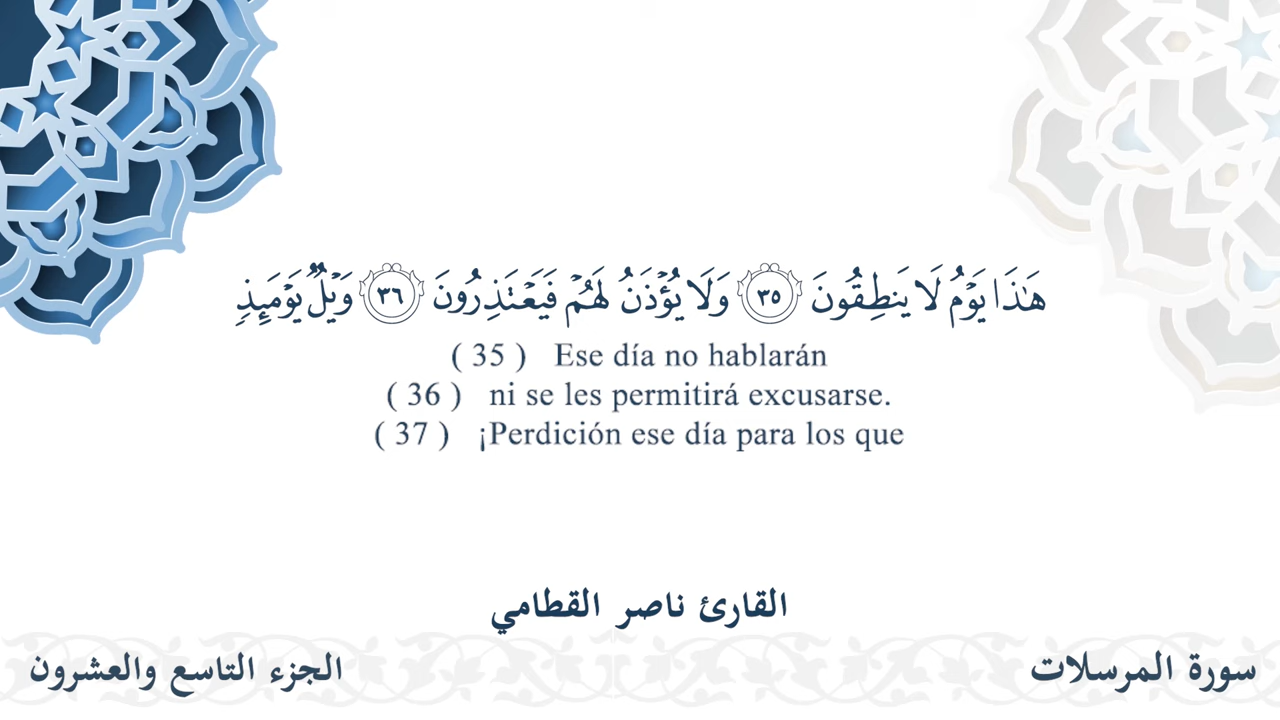 هَٰذَا يَوْمُ لَا يَنطِقُونَ ٣٥ وَلَا يُؤْذَنُ لَهُمْ فَيَعْتَذِرُونَ ٣٦ وَيْلٌ يَوْمَئِذٍ
( 35 ) Ese día no hablarán
( 36 ) ni se les permitirá excusarse.
( 37 ) ¡Perdición ese día para los que
القارئ ناصر القطامي
سورة المرسلات
الجزء التاسع والعشرون